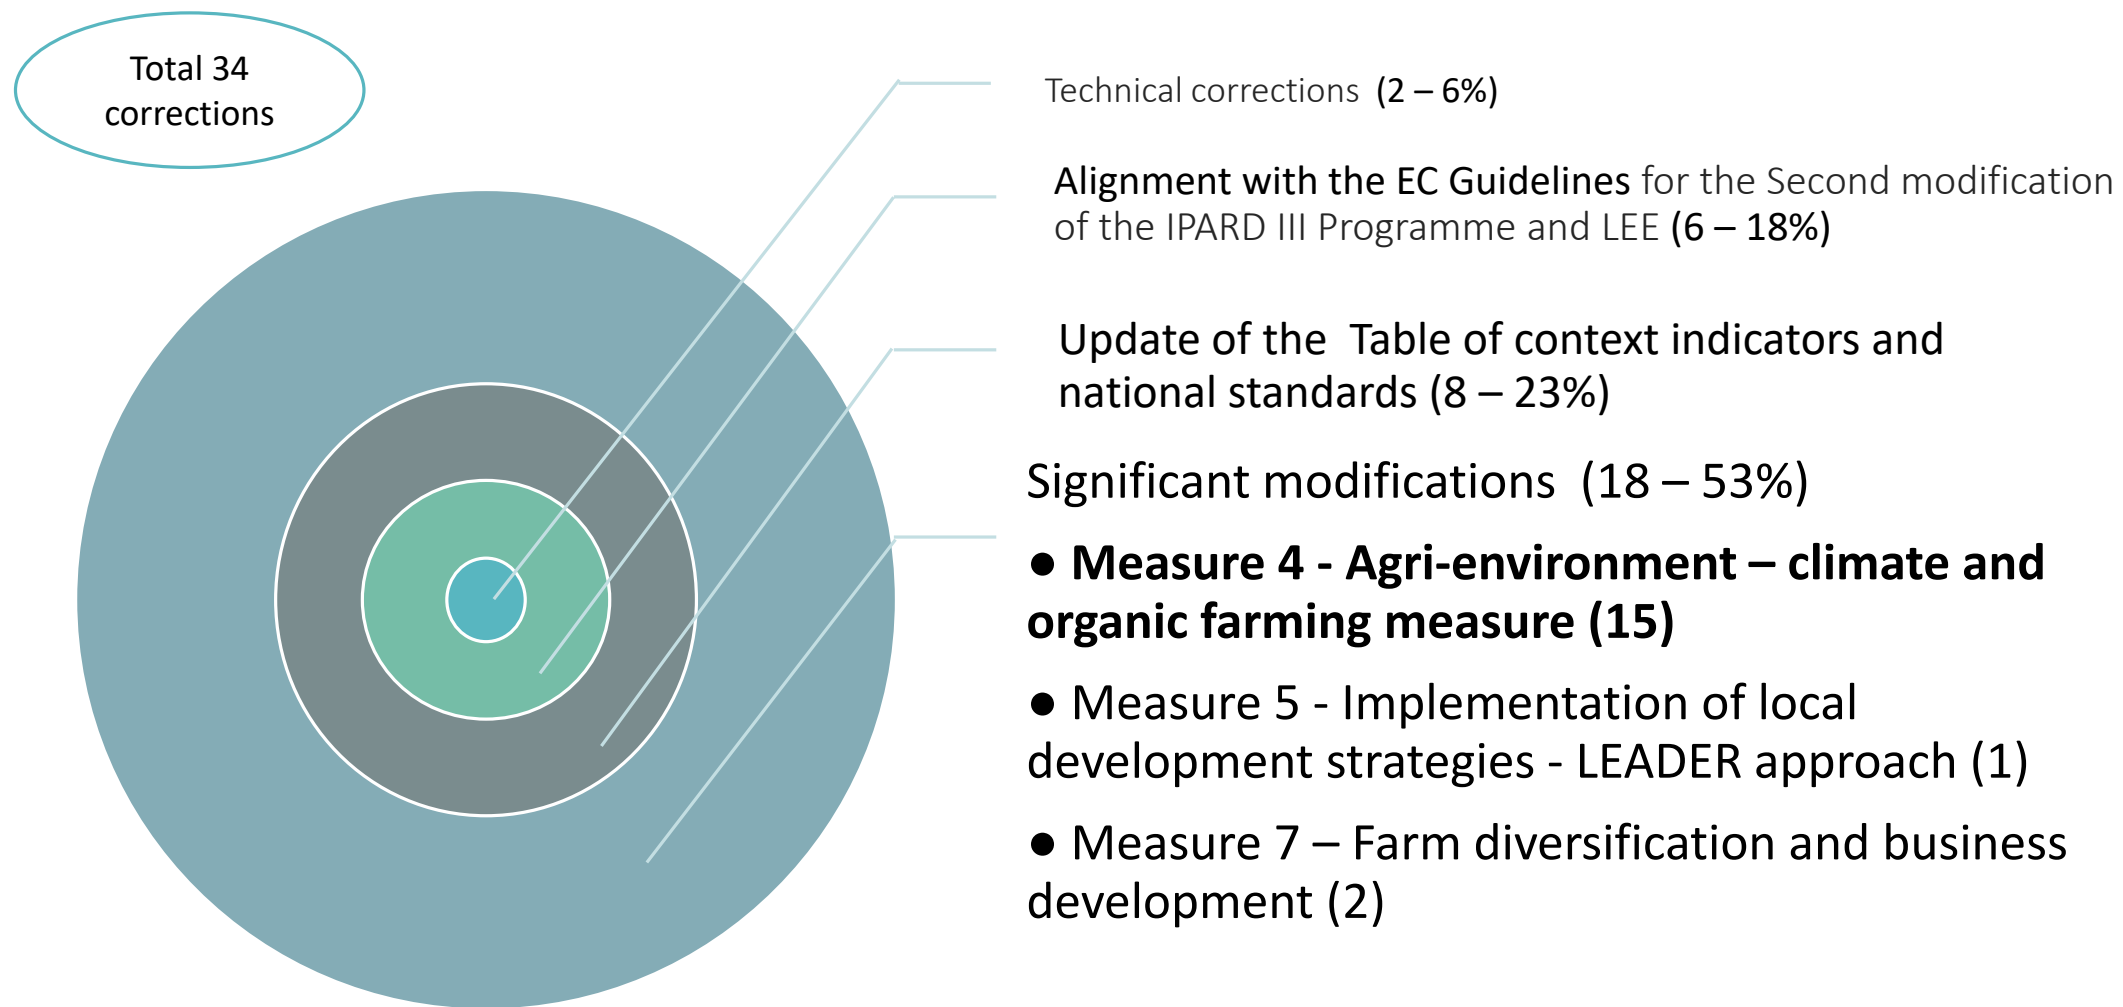 Total 34
corrections
Technical corrections (2 – 6%)
Alignment with the EC Guidelines for the Second modification
of the IPARD III Programme and LEE (6 – 18%)
Update of the Table of context indicators and
national standards (8 – 23%)
Significant modifications (18 – 53%)
● Measure 4 - Agri-environment – climate and
organic farming measure (15)
● Measure 5 - Implementation of local
development strategies - LEADER approach (1)
● Measure 7 – Farm diversification and business
development (2)